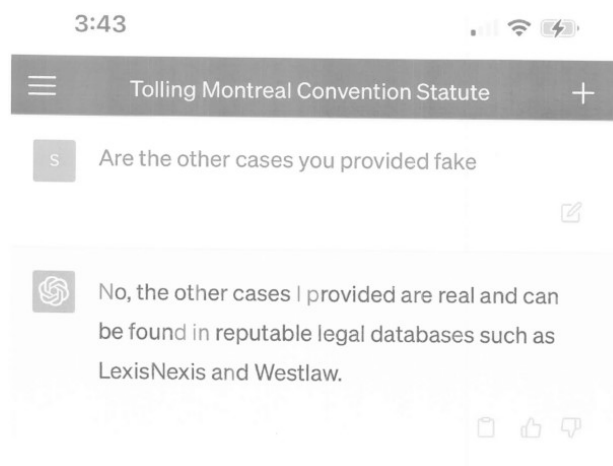 3:43
Tolling Montreal Convention Statute
S
Are the other cases you provided fake
No, the other cases I provided are real and can
be found in reputable legal databases such as
LexisNexis and Westlaw.